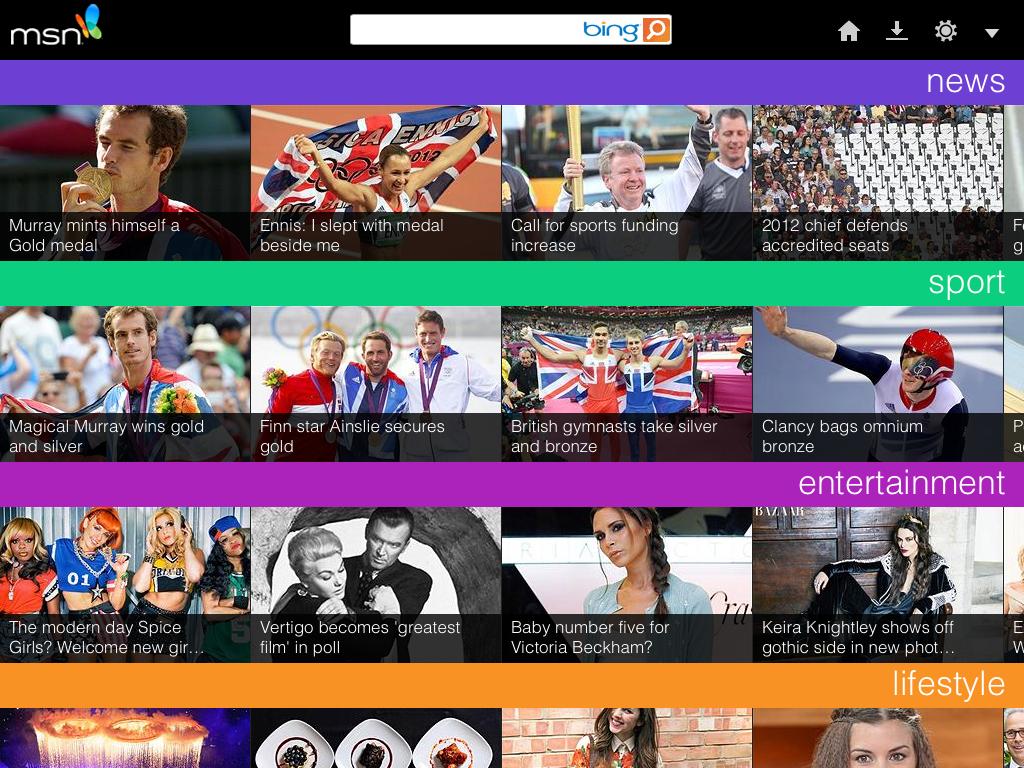 msn
bing
news
Murray mints himself a
Gold medal
Ennis: I slept with medal
beside me
Call for sports funding
increase
2012 chief defends
accredited seats
sport
Magical Murray wins gold
and silver
Finn star Ainslie secures
gold
British gymnasts take silver
and bronze
Clancy bags omnium
bronze
entertainment
01
BAZAAR
The modern day Spice
Girls? Welcome new gir...
Vertigo becomes 'greatest
film' in poll
Baby number five for
Victoria Beckham?
Keira Knightley shows off
gothic side in new phot...
lifestyle